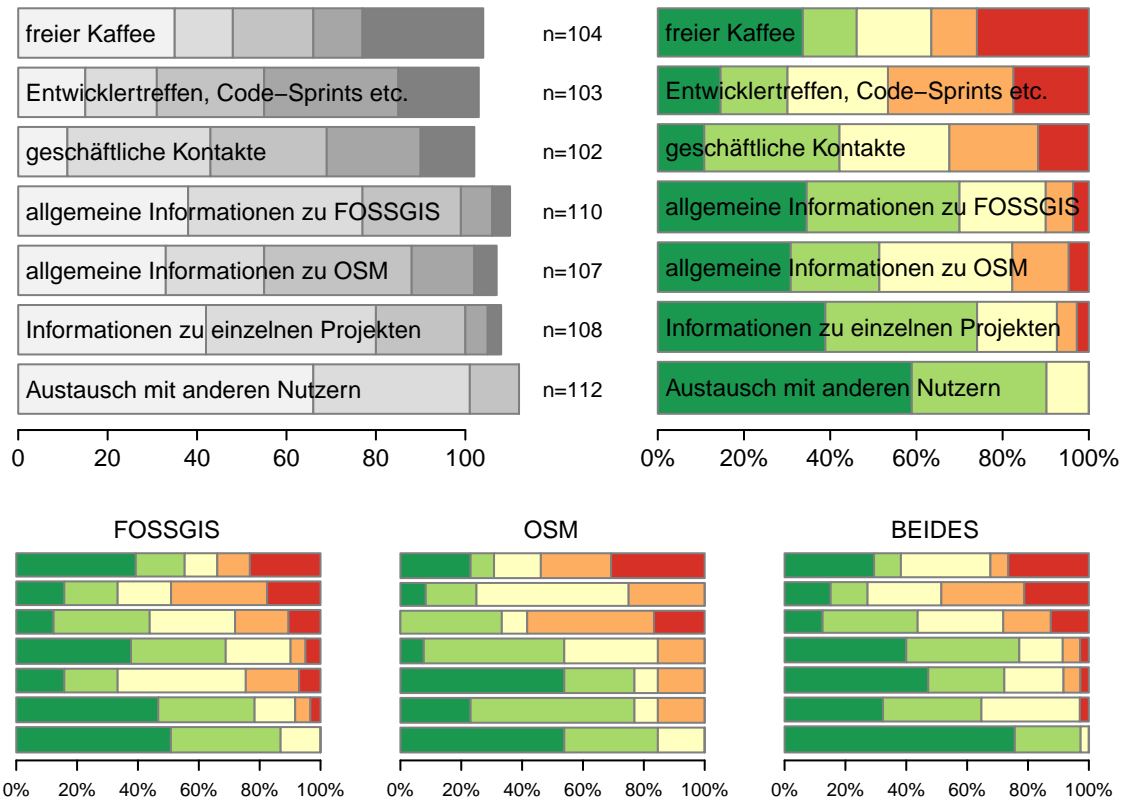 freier Kaffee
n=104
Entwicklertreffen, Code−Sprints etc.
n=103
geschäftliche Kontakte
n=102
allgemeine Informationen zu FOSSGIS
n=110
allgemeine Informationen zu OSM
n=107
Informationen zu einzelnen Projekten
n=108
Austausch mit anderen Nutzern
n=112
0 20 40 60 80 100
freier Kaffee
Entwicklertreffen, Code−Sprints etc.
geschäftliche Kontakte
allgemeine Informationen zu FOSSGIS
allgemeine Informationen zu OSM
Informationen zu einzelnen Projekten
Austausch mit anderen Nutzern
0% 20% 40% 60% 80% 100%
FOSSGIS
0% 20% 40% 60% 80% 100%
OSM
0% 20% 40% 60% 80% 100%
BEIDES
0% 20% 40% 60% 80% 100%